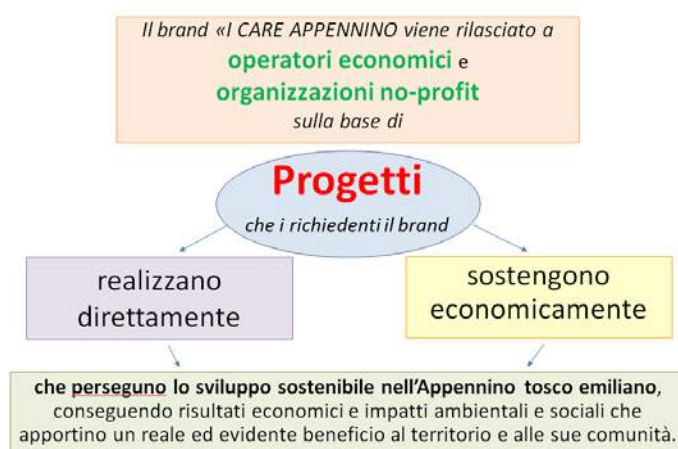 Il brand «I CARE APPENNINO viene rilasciato a
operatori economici e
organizzazioni no-profit
sulla base di
Progetti
che i richiedenti il brand
realizzano
direttamente
sostengono
economicamente
che perseguno lo sviluppo sostenibile nell'Appennino tosco emiliano,
conseguendo risultati economici e impatti ambientali e sociali che
apportino un reale ed evidente beneficio al territorio e alle sue comunità.